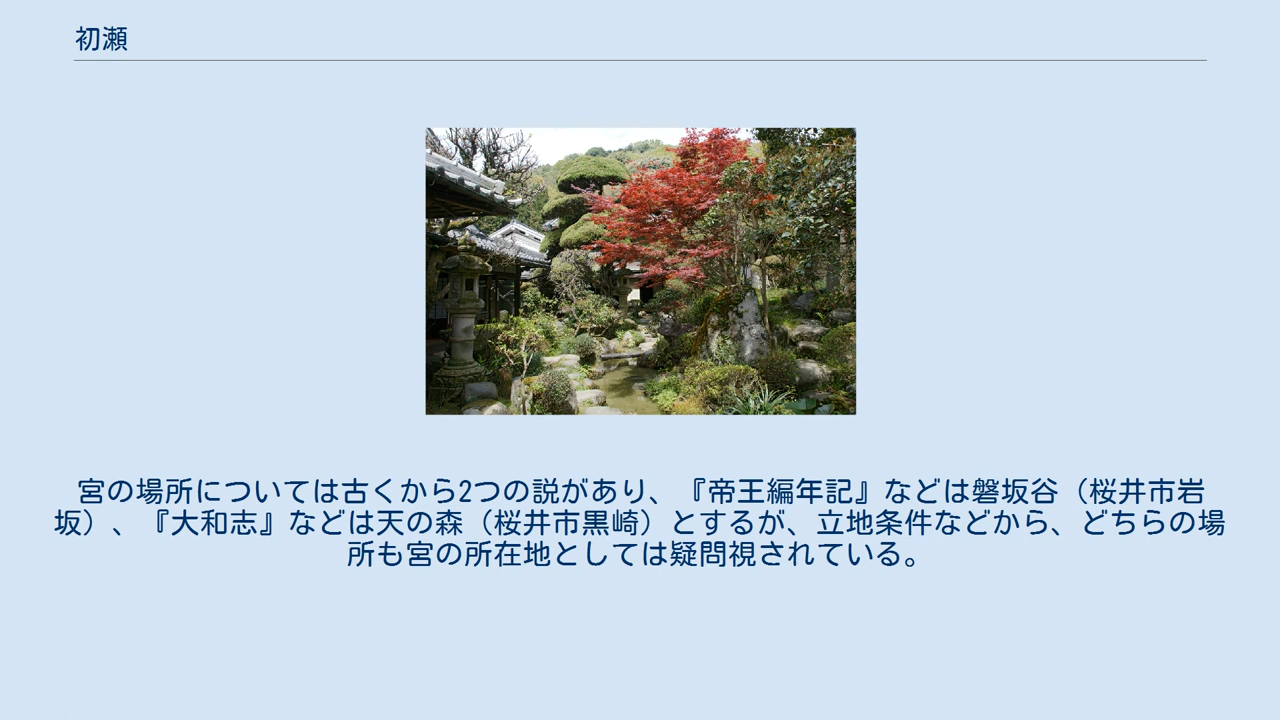 初瀬
宮の場所については古くから2つの説があり、『帝王編年記』などは磐坂谷（桜井市岩
坂）、『大和志』などは天の森（桜井市黒崎）とするが、立地条件などから、どちらの場
所も宮の所在地としては疑問視されている。